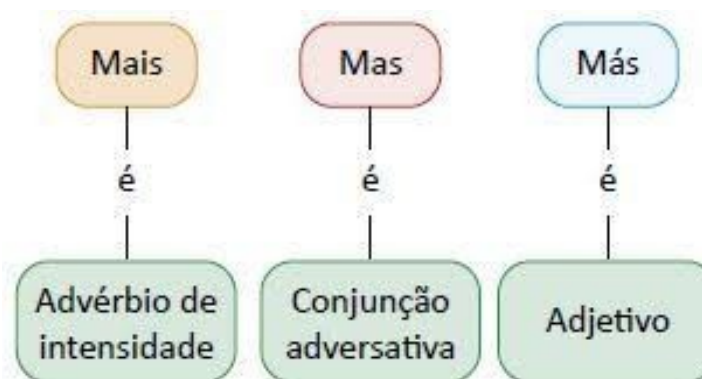 Mais
Mas
Más
é
é
é
Advérbio de
intensidade
Conjunção
adversativa
Adjetivo